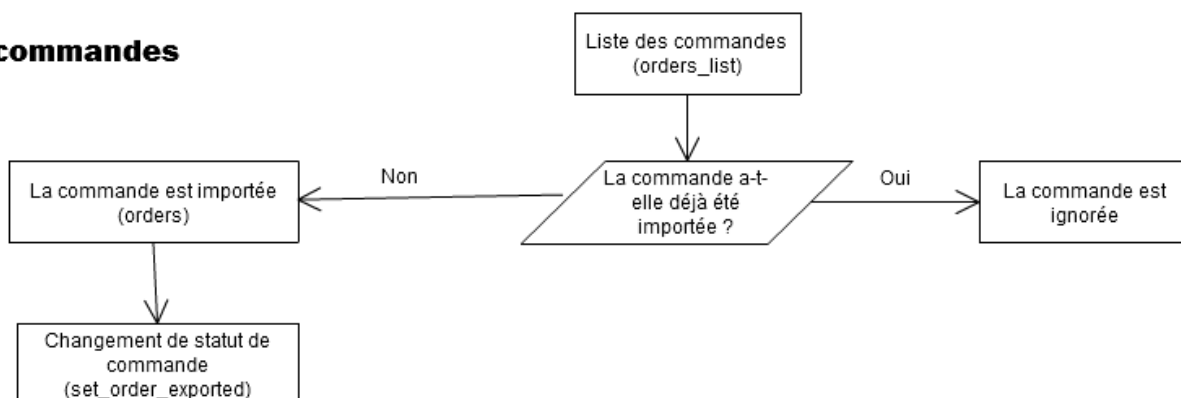 commandes
Liste des commandes
(orders_list)
Non
La commande a-t-
elle déjà été
importée ?
Oui
La commande est importée
(orders)
La commande est
ignorée
Changement de statut de
commande
(set_order_exported)